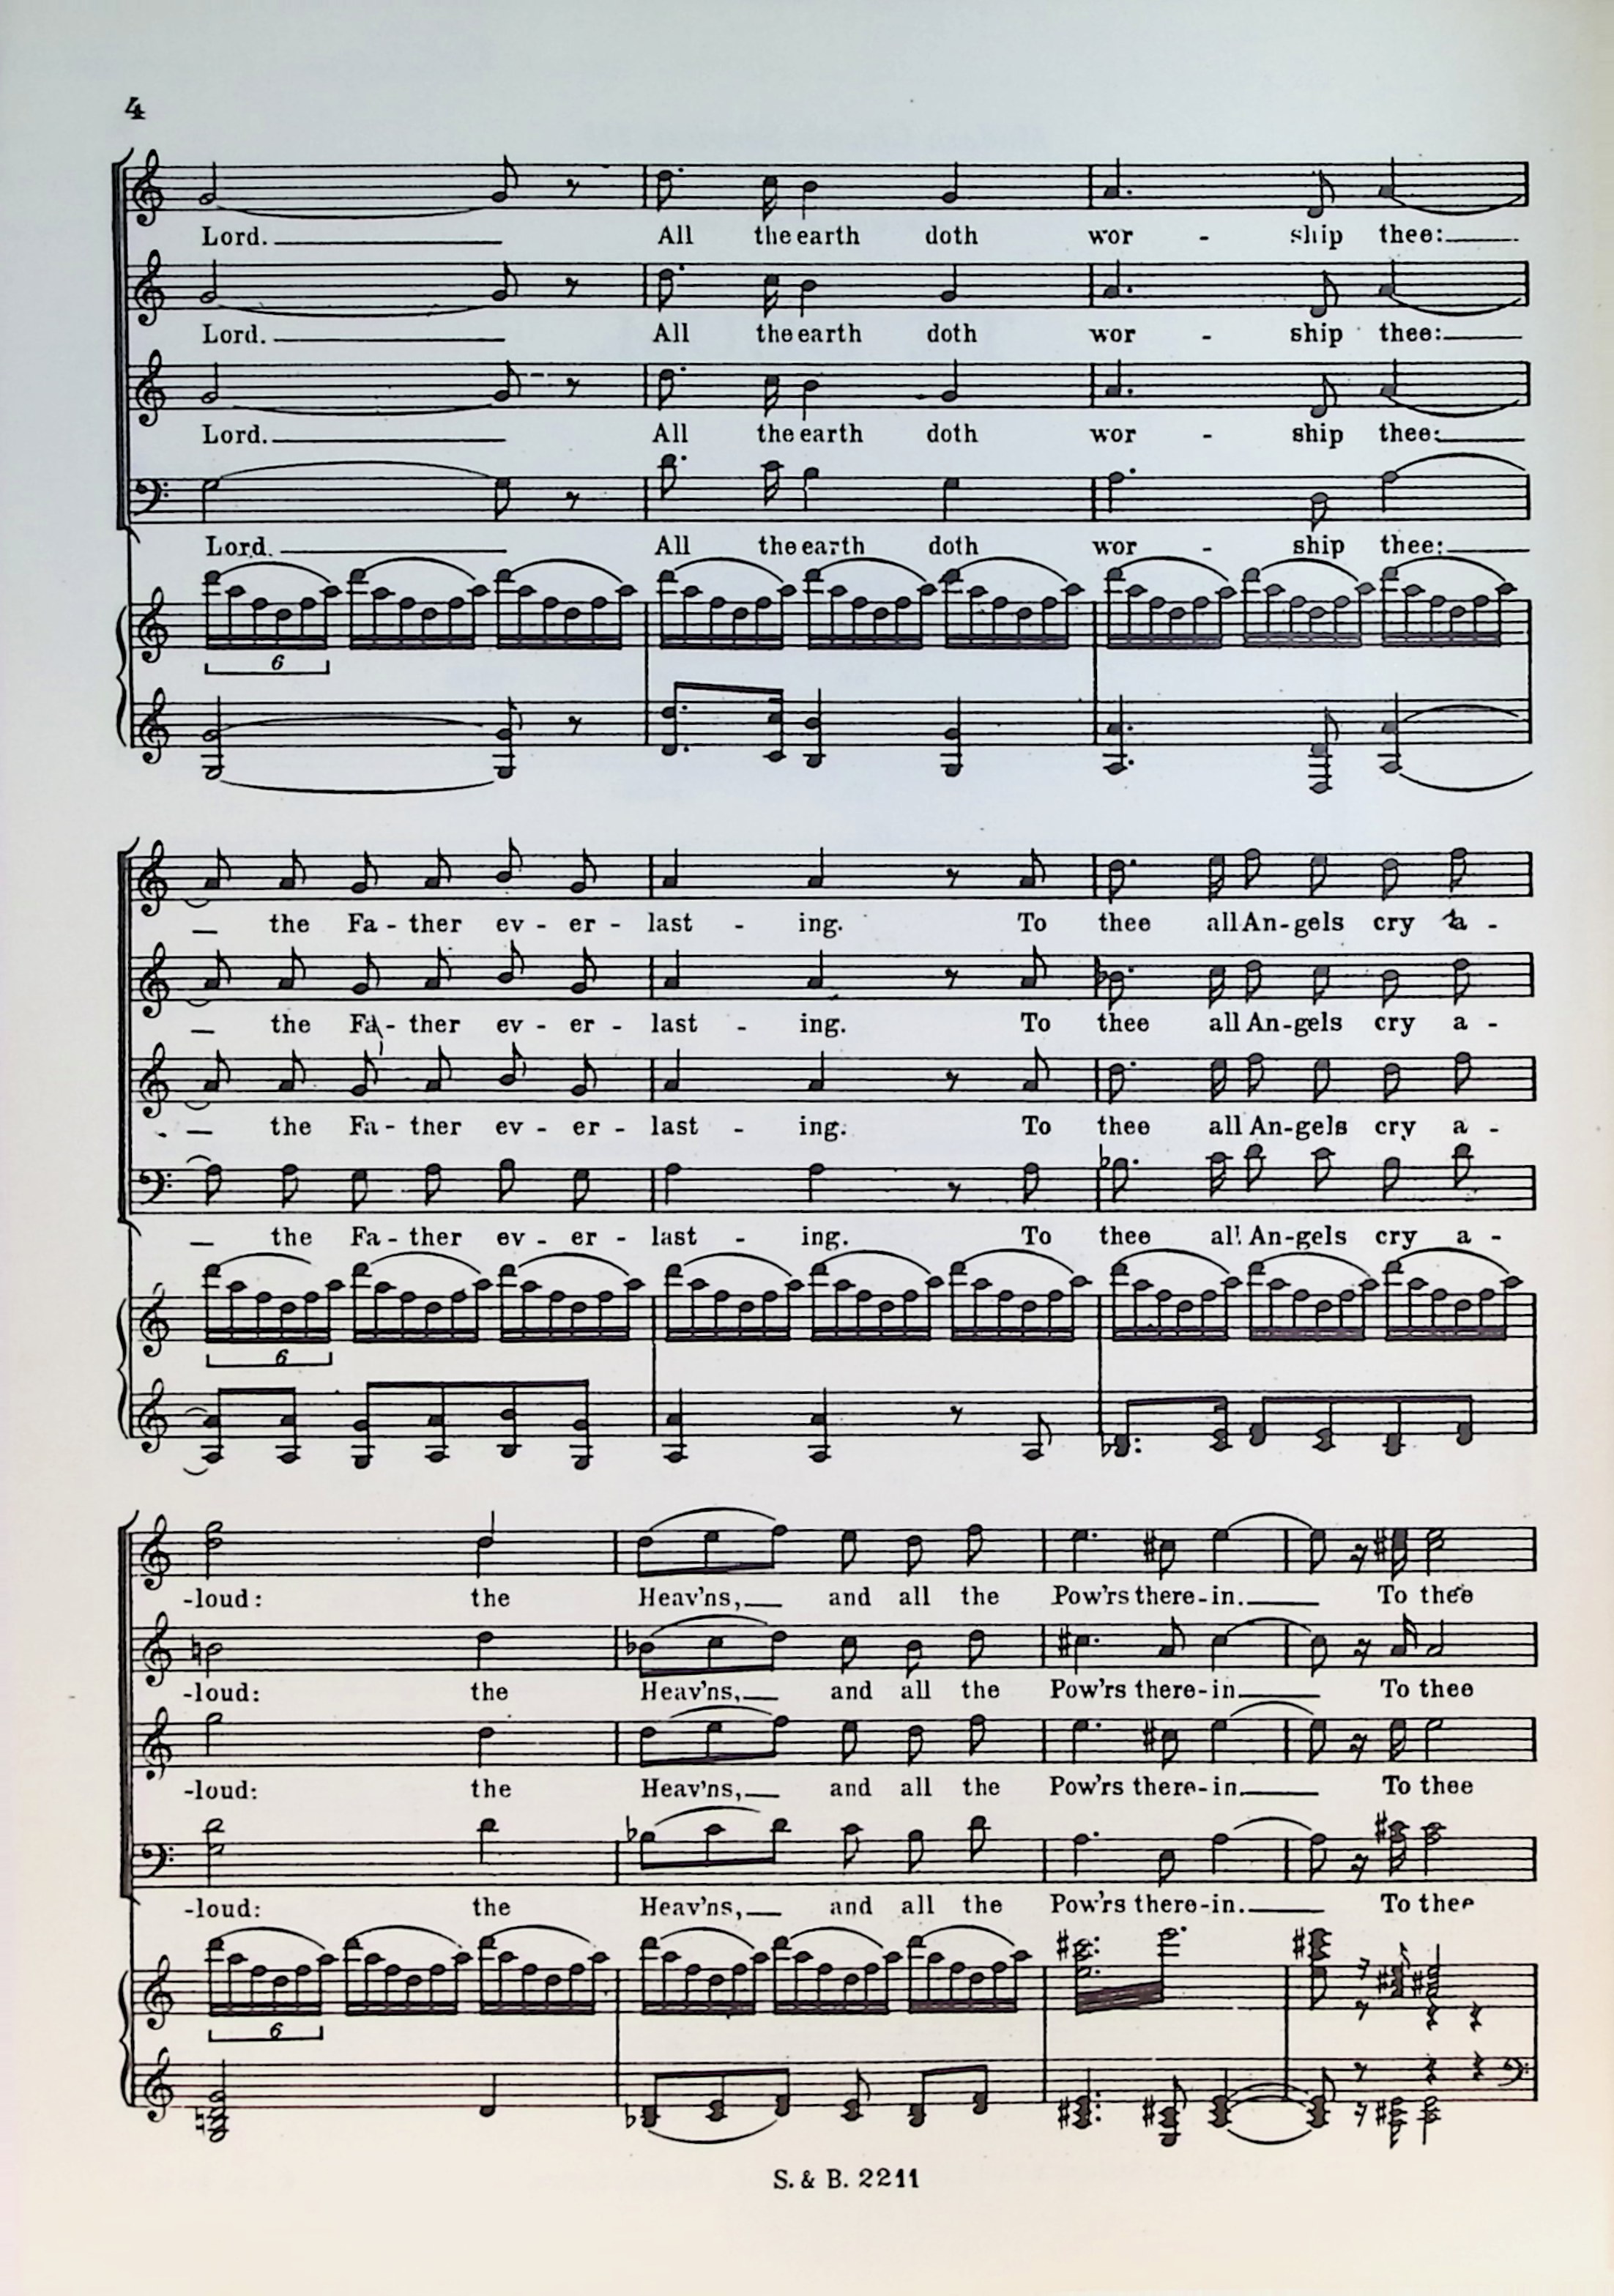 4
Lord. All the earth doth wor - ship thee:
Lord. All the earth doth wor - ship thee:
Lord. All the earth doth wor - ship thee:
Lord. All the earth doth wor - ship thee:
6
the Fa - ther ev - er - last - ing. To thee all An-gels cry a -
the Fa - ther ev - er - last - ing. To thee all An-gels cry a -
the Fa - ther ev - er - last - ing. To thee all An-gels cry a -
the Fa - ther ev - er - last - ing. To thee all An-gels cry a -
6
-loud: the Heav'ns, and all the Pow'rs there-in. To thee
-loud: the Heav'ns, and all the Pow'rs there-in To thee
-loud: the Heav'ns, and all the Pow'rs there-in. To thee
-loud: the Heav'ns, and all the Pow'rs there-in. To thee
6
S. & B. 2211